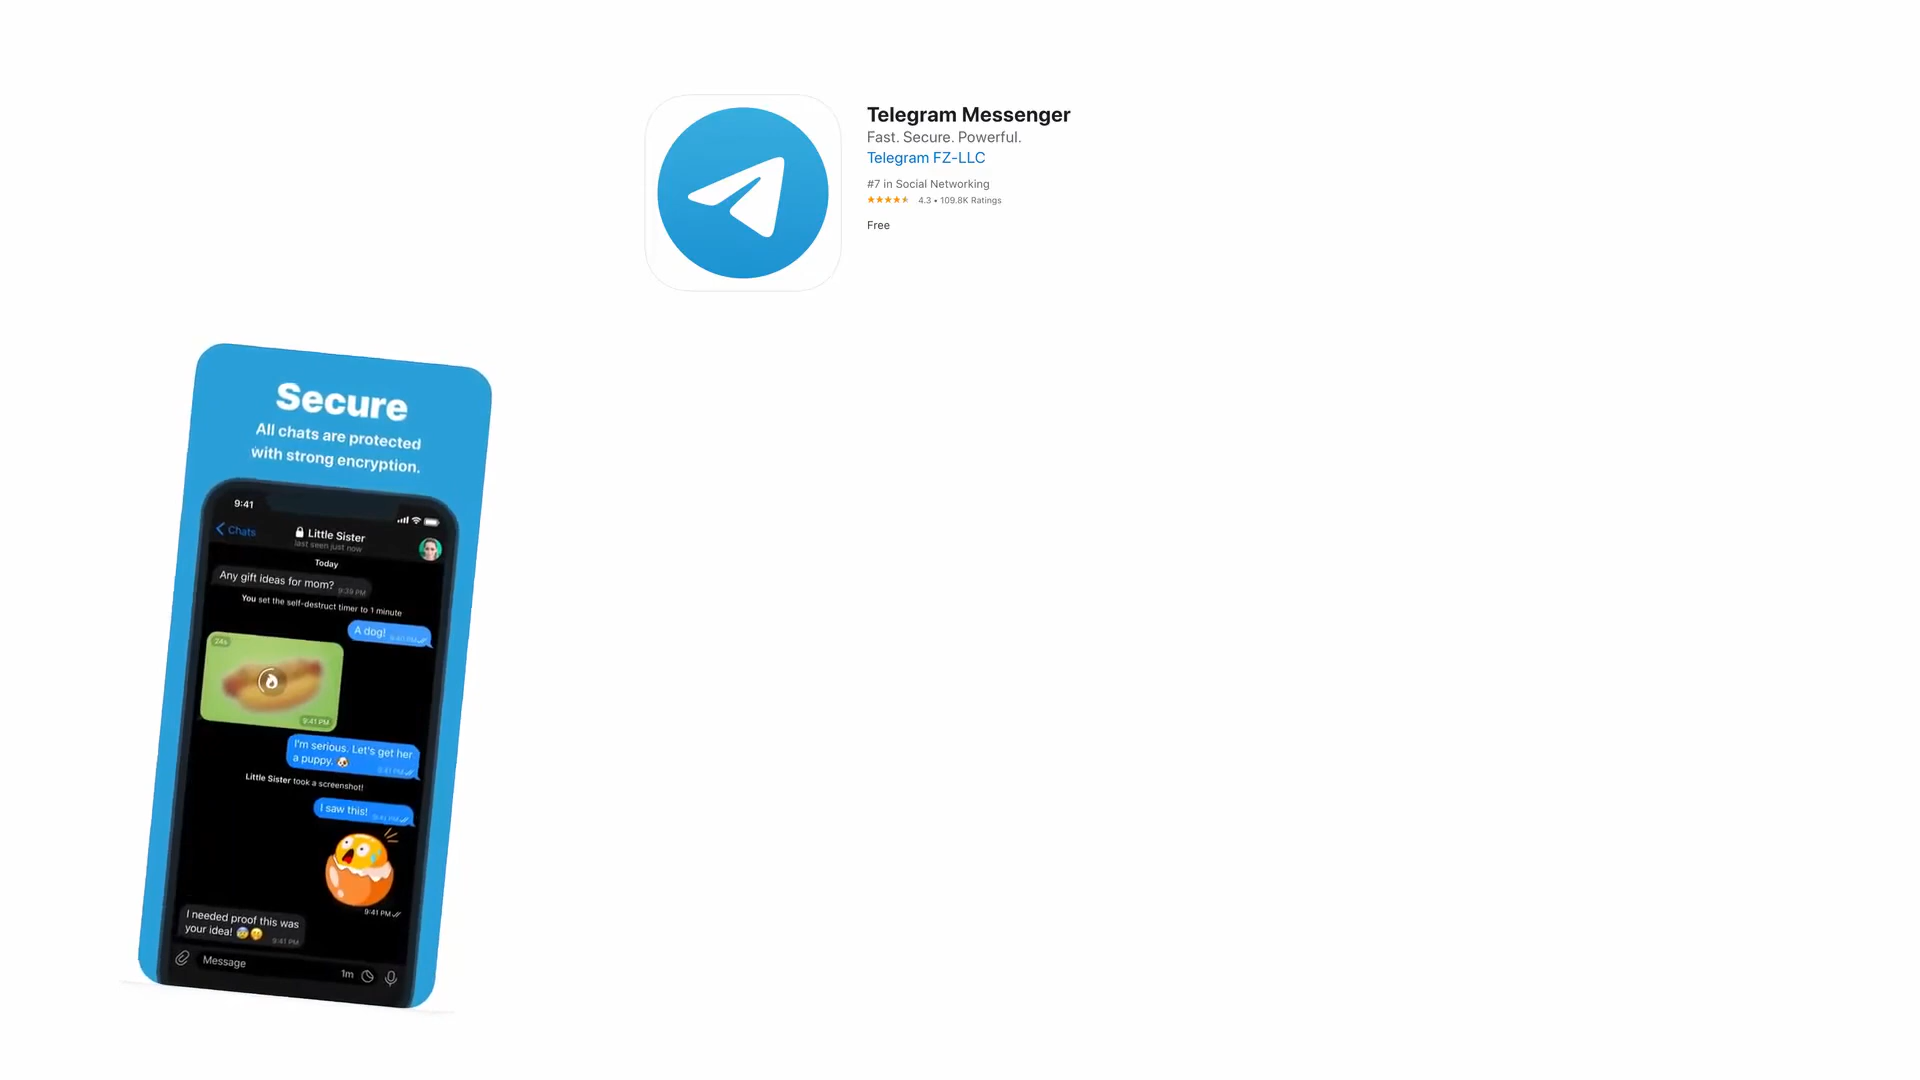 Telegram Messenger
Fast. Secure. Powerful.
Telegram FZ-LLC
#7 in Social Networking
4.3 • 109.8K Ratings
Free
Secure
All chats are protected
with strong encryption.
9:41
Chats
Little Sister
last seen just now
Today
Any gift ideas for mom?
9:39 PM
You set the self-destruct timer to 1 minute
A dog!
9:40 PM
24s
9:41 PM
I'm serious. Let's get her
a puppy. 🐶
9:41 PM
Little Sister took a screenshot!
I saw this!
9:41 PM
9:41 PM
I needed proof this was
your idea! 😰🤫
9:41 PM
Message
1m